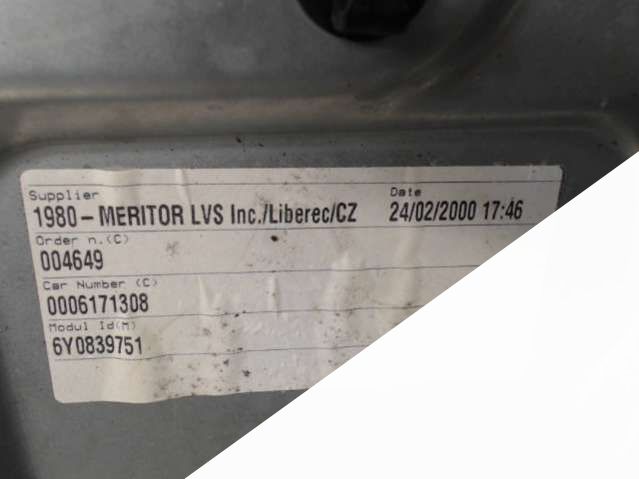 Supplier Date
1980-MERITOR LVS Inc./Liberec/CZ 24/02/2000 17:46
Order n.(C)
004649
Car Number (C)
0006171308
Modul Id(M)
6Y0839751